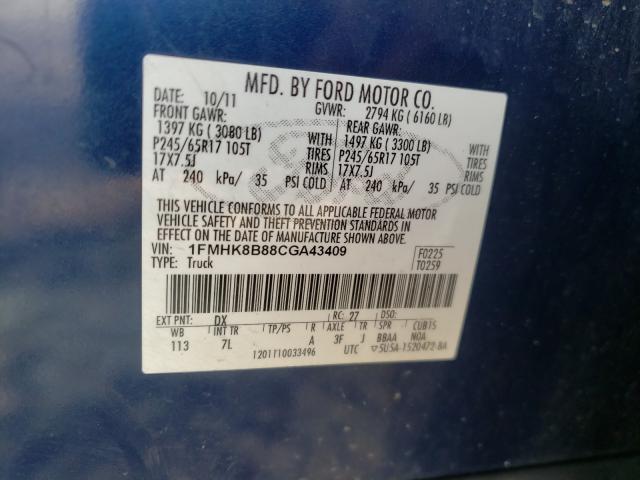 MFD. BY FORD MOTOR CO.
DATE: 10/11 GVWR: 2794 KG ( 6160 LB)
FRONT GAWR: REAR GAWR:
1397 KG ( 3080 LB) WITH 1497 KG ( 3300 LB) WITH
P245/65R17 105T TIRES P245/65R17 105T TIRES
17X7.5J RIMS 17X7.5J RIMS
AT 240 kPa/ 35 PSI COLD AT 240 kPa/ 35 PSI COLD
THIS VEHICLE CONFORMS TO ALL APPLICABLE FEDERAL MOTOR
VEHICLE SAFETY AND THEFT PREVENTION STANDARDS IN
EFFECT ON THE DATE OF MANUFACTURE SHOWN ABOVE.
VIN: 1FMHK8B88CGA43409 F0225
TYPE: Truck T0259
EXT PNT: DX RC: 27 DSO:
WB INT TR TP/PS R AXLE TR SPR CUBTS
113 7L A 3F J BBAA NOA
1201110033496 UTC 5U5A-1520472-BA